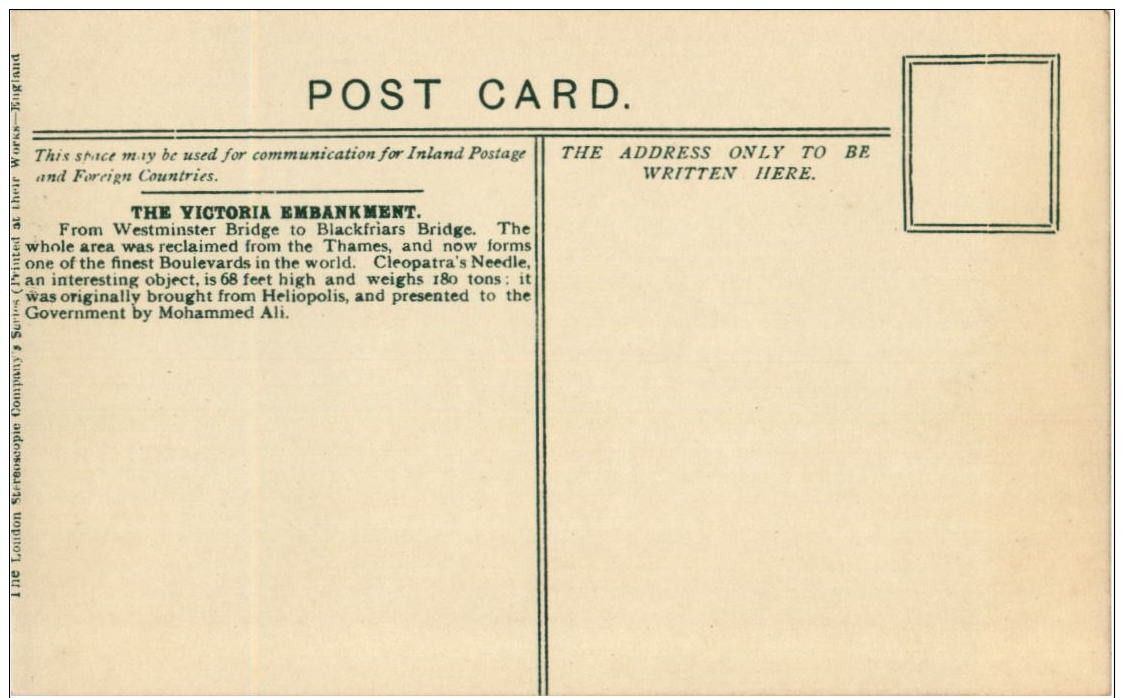 POST CARD.
This space may be used for communication for Inland Postage
and Foreign Countries.
THE ADDRESS ONLY TO BE
WRITTEN HERE.
THE VICTORIA EMBANKMENT.
From Westminster Bridge to Blackfriars Bridge. The
whole area was reclaimed from the Thames, and now forms
one of the finest Boulevards in the world. Cleopatra's Needle,
an interesting object, is 68 feet high and weighs 180 tons; it
was originally brought from Heliopolis, and presented to the
Government by Mohammed Ali.
The London Stereoscopic Company's Series (Printed at their Works—England